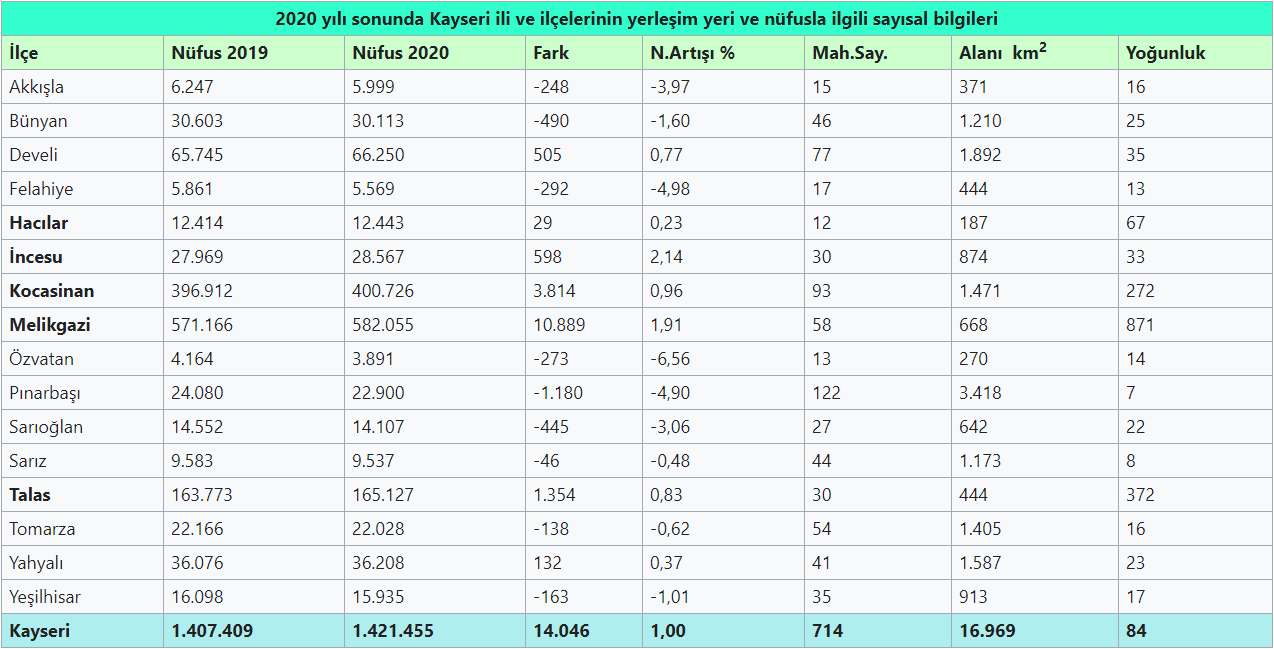 2020 yılı sonunda Kayseri ili ve ilçelerinin yerleşim yeri ve nüfusla ilgili sayısal bilgileri
İlçe Nüfus 2019 Nüfus 2020 Fark N.Artışı % Mah.Say. Alanı km² Yoğunluk
Akkışla 6.247 5.999 -248 -3,97 15 371 16
Bünyan 30.603 30.113 -490 -1,60 46 1.210 25
Develi 65.745 66.250 505 0,77 77 1.892 35
Felahiye 5.861 5.569 -292 -4,98 17 444 13
Hacılar 12.414 12.443 29 0,23 12 187 67
İncesu 27.969 28.567 598 2,14 30 874 33
Kocasinan 396.912 400.726 3.814 0,96 93 1.471 272
Melikgazi 571.166 582.055 10.889 1,91 58 668 871
Özvatan 4.164 3.891 -273 -6,56 13 270 14
Pınarbaşı 24.080 22.900 -1.180 -4,90 122 3.418 7
Sarıoğlan 14.552 14.107 -445 -3,06 27 642 22
Sarız 9.583 9.537 -46 -0,48 44 1.173 8
Talas 163.773 165.127 1.354 0,83 30 444 372
Tomarza 22.166 22.028 -138 -0,62 54 1.405 16
Yahyalı 36.076 36.208 132 0,37 41 1.587 23
Yeşilhisar 16.098 15.935 -163 -1,01 35 913 17
Kayseri 1.407.409 1.421.455 14.046 1,00 714 16.969 84